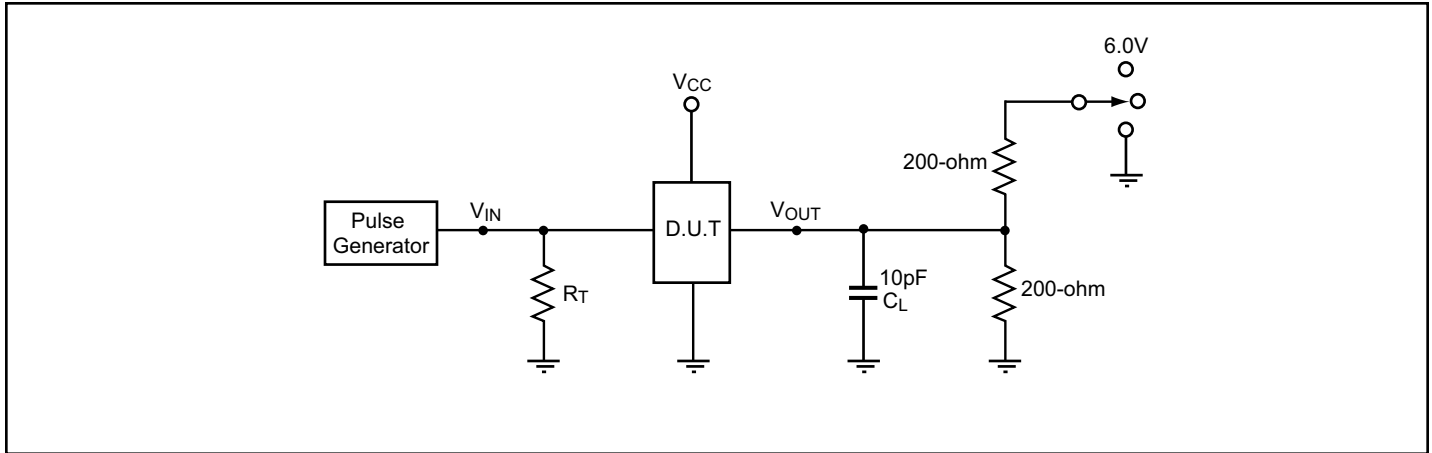 6.0V
VCC
200-ohm
Pulse
Generator
VIN
D.U.T
VOUT
RT
10pF
CL
200-ohm